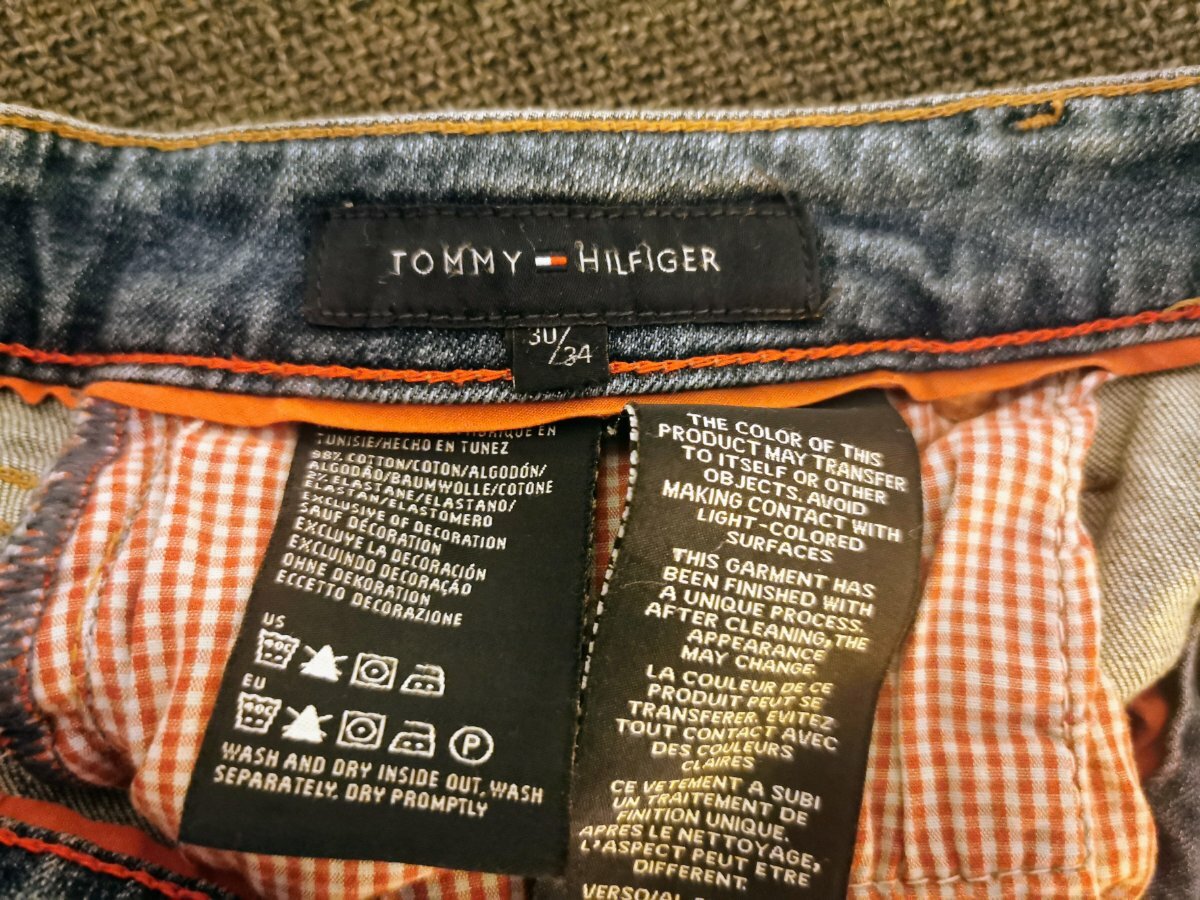 TOMMY HILFIGER
30/34
TUNISIE/HECHO EN TUNEZ
98% COTTON/COTON/ALGODÓN/
ALGODÃO/BAUMWOLLE/COTONE
2% ELASTANE/ELASTANO/
ELASTAN/ELASTOMERO
EXCLUSIVE OF DECORATION
SAUF DÉCORATION
EXCLUYE LA DECORACIÓN
EXCLUINDO DECORAÇÃO
OHNE DEKORATION
ECCETTO DECORAZIONE
US
EU
P
WASH AND DRY INSIDE OUT, WASH
SEPARATELY, DRY PROMPTLY
THE COLOR OF THIS
PRODUCT MAY TRANSFER
TO ITSELF OR OTHER
OBJECTS. AVOID
MAKING CONTACT WITH
LIGHT-COLORED
SURFACES
THIS GARMENT HAS
BEEN FINISHED WITH
A UNIQUE PROCESS.
AFTER CLEANING, THE
APPEARANCE
MAY CHANGE.
LA COULEUR DE CE
PRODUIT PEUT SE
TRANSFERER. EVITEZ
TOUT CONTACT AVEC
DES COULEURS
CLAIRES
CE VETEMENT A SUBI
UN TRAITEMENT DE
FINITION UNIQUE.
APRES LE NETTOYAGE,
L'ASPECT PEUT ETRE
DIFFERENT.